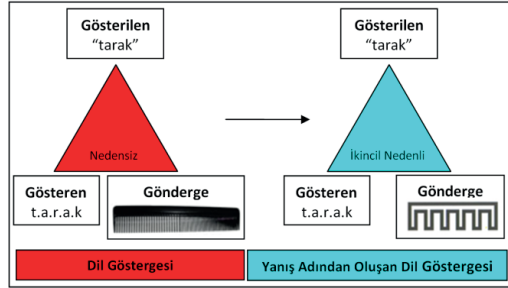 Gösterilen
“tarak”
Nedensiz
Gösteren
t.a.r.a.k
Gönderge
Dil Göstergesi
Gösterilen
“tarak”
İkincil Nedenli
Gösteren
t.a.r.a.k
Gönderge
Yanış Adından Oluşan Dil Göstergesi